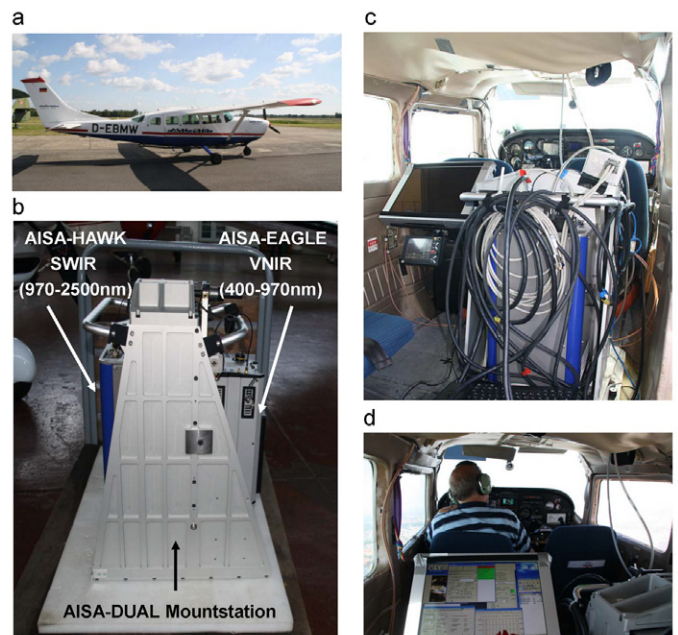 a
D-EBMW
b
AISA-HAWK
SWIR
(970-2500nm)
AISA-EAGLE
VNIR
(400-970nm)
AISA-DUAL Mountstation
c
d